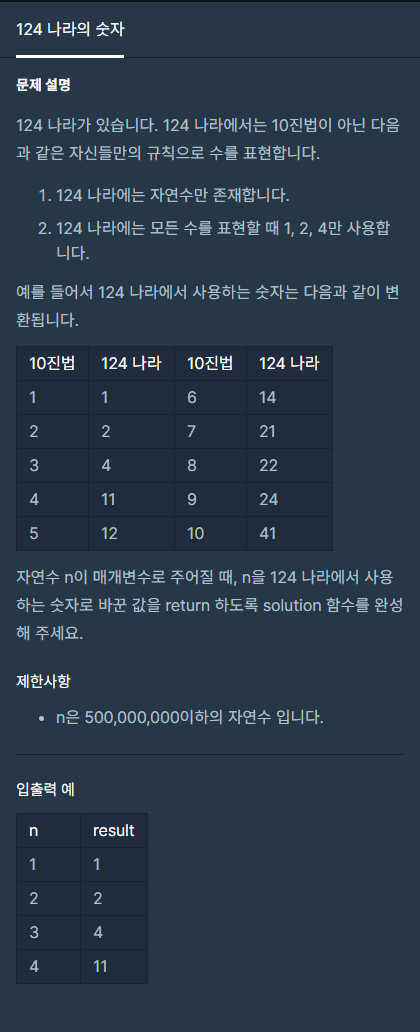 124 나라의 숫자
문제 설명
124 나라가 있습니다. 124 나라에서는 10진법이 아닌 다음
과 같은 자신들만의 규칙으로 수를 표현합니다.
1. 124 나라에는 자연수만 존재합니다.
2. 124 나라에는 모든 수를 표현할 때 1, 2, 4만 사용합
니다.
예를 들어서 124 나라에서 사용하는 숫자는 다음과 같이 변
환됩니다.
10진법 124 나라 10진법 124 나라
1 1 6 14
2 2 7 21
3 4 8 22
4 11 9 24
5 12 10 41
자연수 n이 매개변수로 주어질 때, n을 124 나라에서 사용
하는 숫자로 바꾼 값을 return 하도록 solution 함수를 완성
해 주세요.
제한사항
• n은 500,000,000이하의 자연수 입니다.
입출력 예
n result
1 1
2 2
3 4
4 11